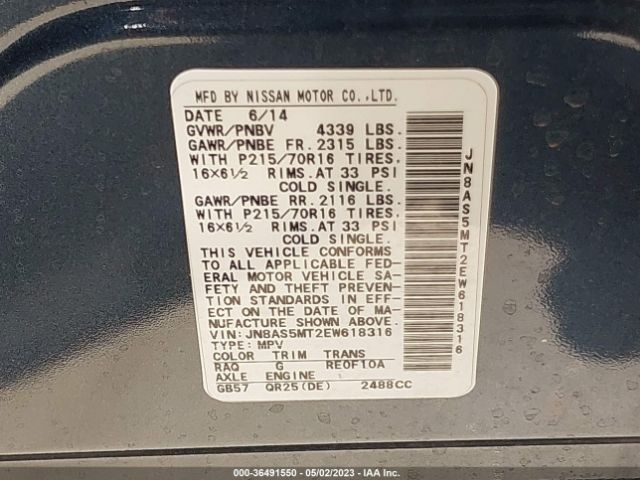 MFD BY NISSAN MOTOR CO.,LTD.
DATE 6/14
GVWR/PNBV 4339 LBS.
GAWR/PNBE FR. 2315 LBS.
WITH P215/70R16 TIRES.
16×6½ RIMS. AT 33 PSI
COLD SINGLE.
GAWR/PNBE RR. 2116 LBS.
WITH P215/70R16 TIRES.
16×6½ RIMS. AT 33 PSI
COLD SINGLE.
THIS VEHICLE CONFORMS
TO ALL APPLICABLE FED-
ERAL MOTOR VEHICLE SA-
FETY AND THEFT PREVEN-
TION STANDARDS IN EFF-
ECT ON THE DATE OF MA-
NUFACTURE SHOWN ABOVE.
VIN: JN8AS5MT2EW618316
TYPE: MPV
COLOR TRIM TRANS
RAQ G RE0F10A
AXLE ENGINE
GB57 QR25(DE) 2488CC
JN8AS5MT2EW618316
000-36491550 - 05/02/2023 - IAA Inc.